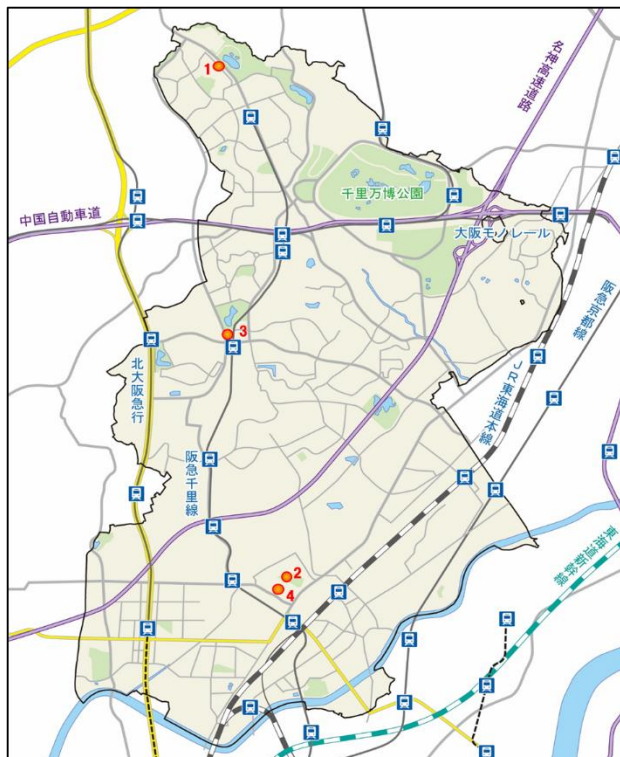 1
名神高速道路
千里万博公園
中国自動車道
大阪モノレール
阪急京都線
3
JR東海道本線
北大阪急行
阪急千里線
東海道新幹線
2
4